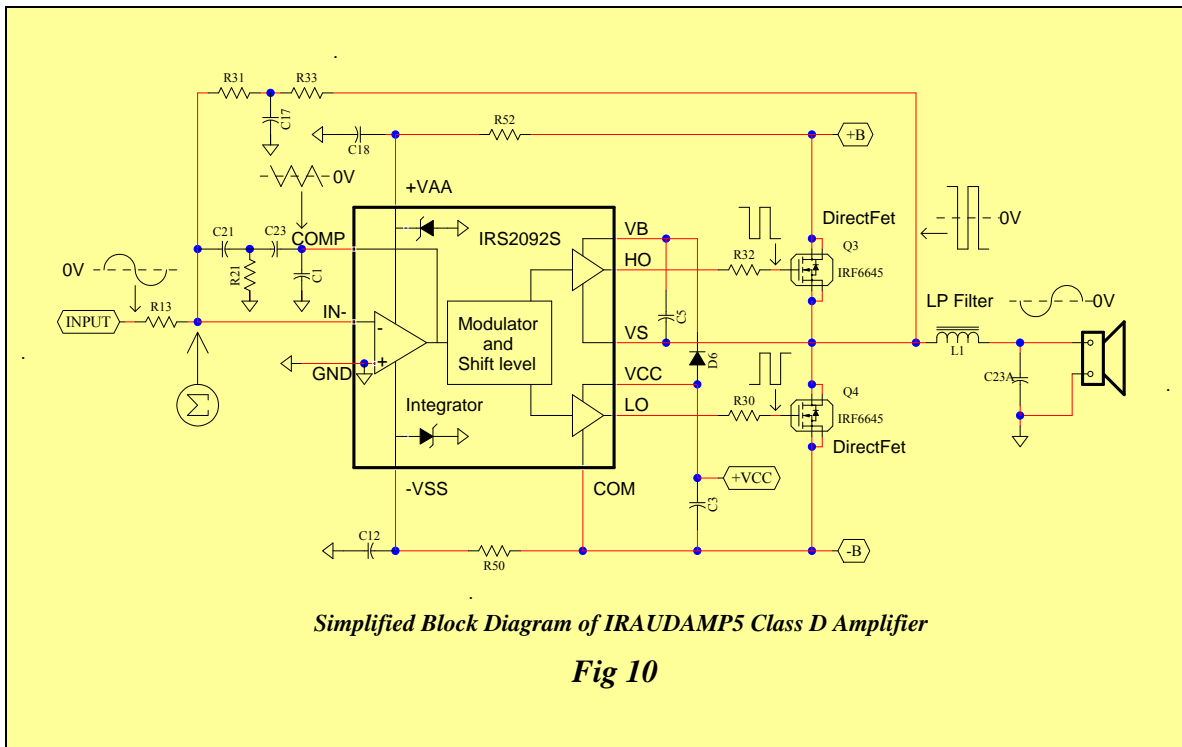 R31
R33
C17
C18
R52
+B
0V
+VAA
0V
DirectFet
C21
C23
COMP
IRS2092S
VB
Q3
0V
R21
C1
HO
R32
IRF6645
INPUT
R13
IN-
-
+
GND
Modulator
and
Shift level
C5
VS
D6
LP Filter
0V
L1
VCC
Q4
C23A
Σ
Integrator
LO
R30
IRF6645
DirectFet
-VSS
COM
+VCC
C3
C12
R50
-B
Simplified Block Diagram of IRAUDAMP5 Class D Amplifier
Fig 10